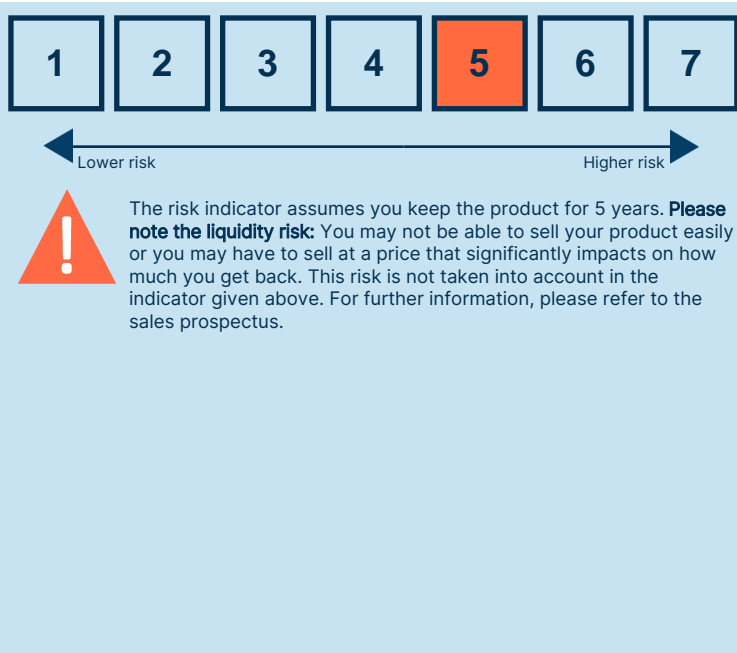 1 2 3 4 5 6 7
Lower risk Higher risk
!
The risk indicator assumes you keep the product for 5 years. Please
note the liquidity risk: You may not be able to sell your product easily
or you may have to sell at a price that significantly impacts on how
much you get back. This risk is not taken into account in the
indicator given above. For further information, please refer to the
sales prospectus.